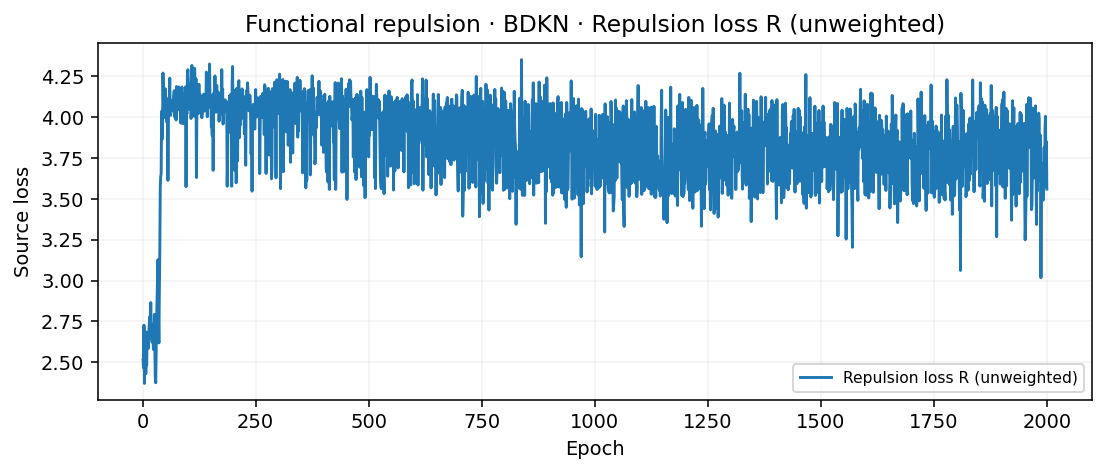 Functional repulsion · BDKN · Repulsion loss R (unweighted)
Source loss
4.25
4.00
3.75
3.50
3.25
3.00
2.75
2.50
Repulsion loss R (unweighted)
0 250 500 750 1000 1250 1500 1750 2000
Epoch